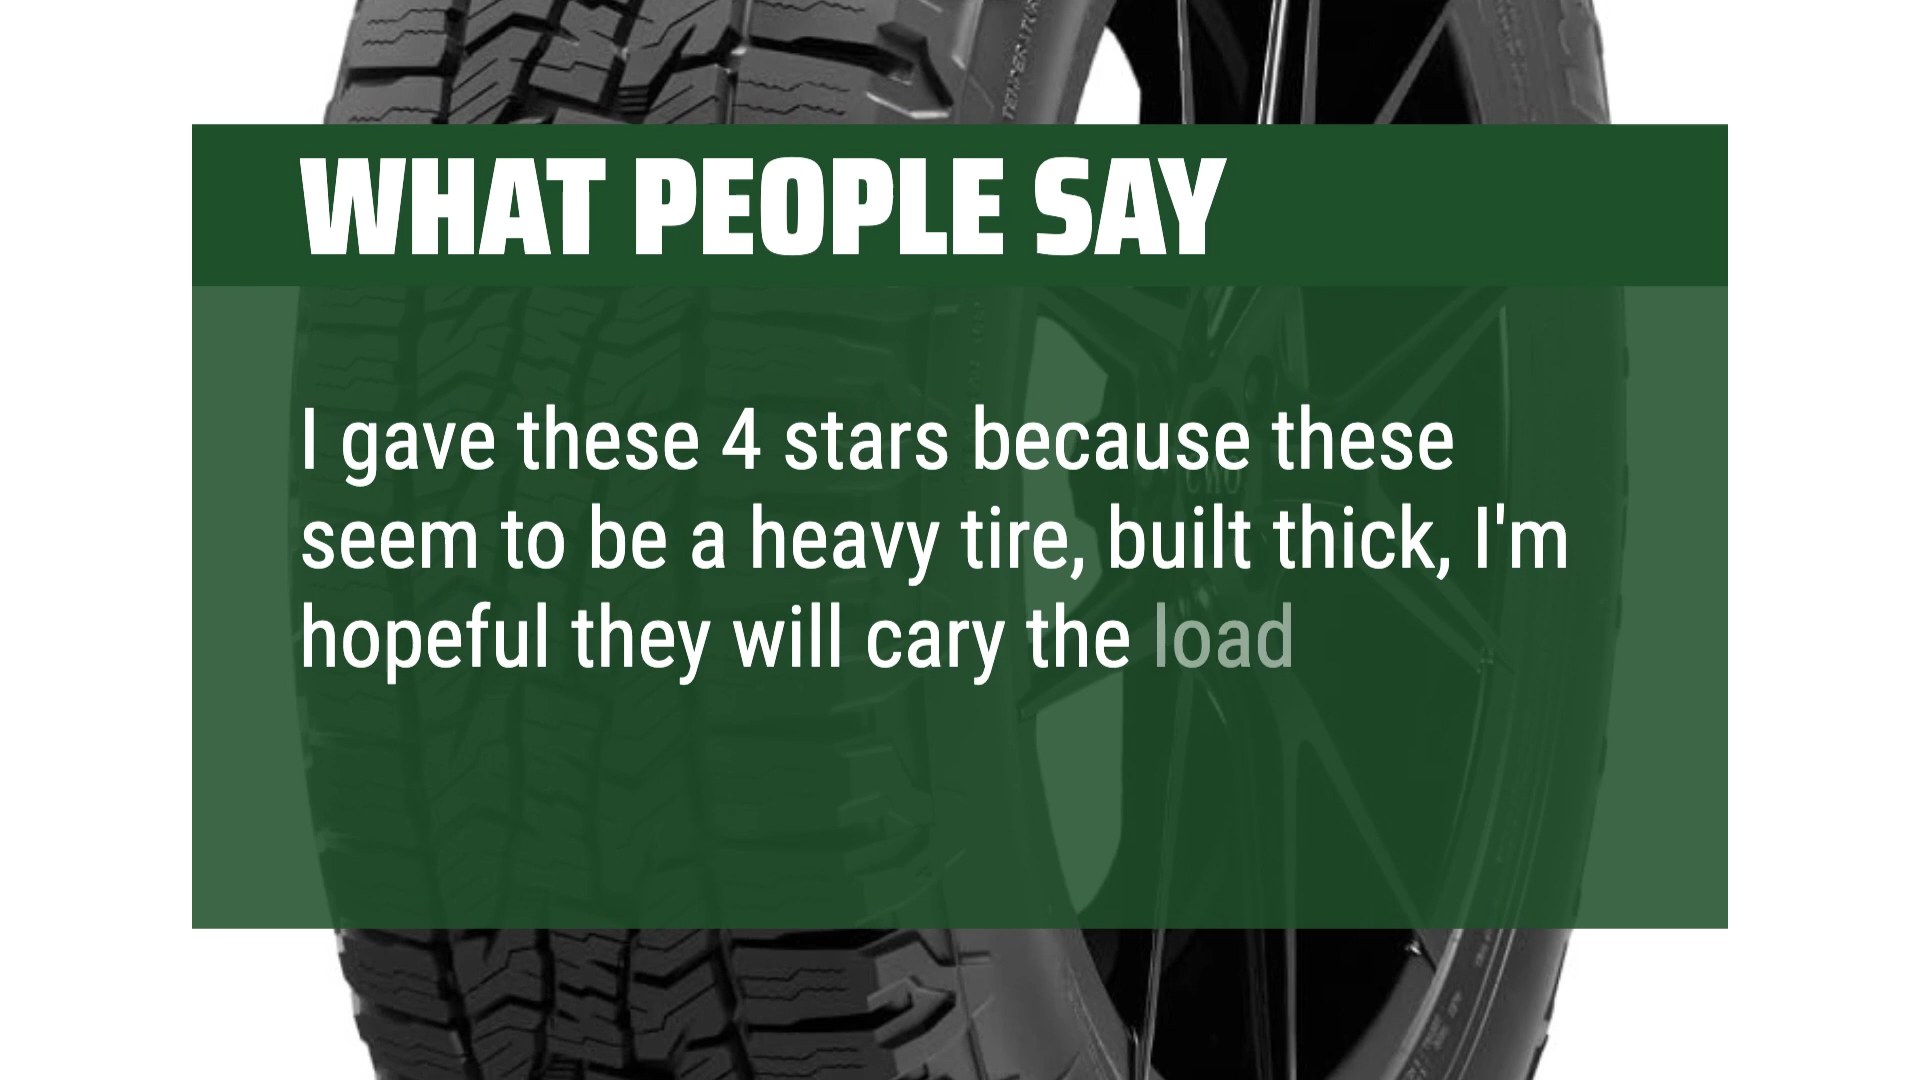 WHAT PEOPLE SAY
I gave these 4 stars because these
seem to be a heavy tire, built thick, I'm
hopeful they will cary the load